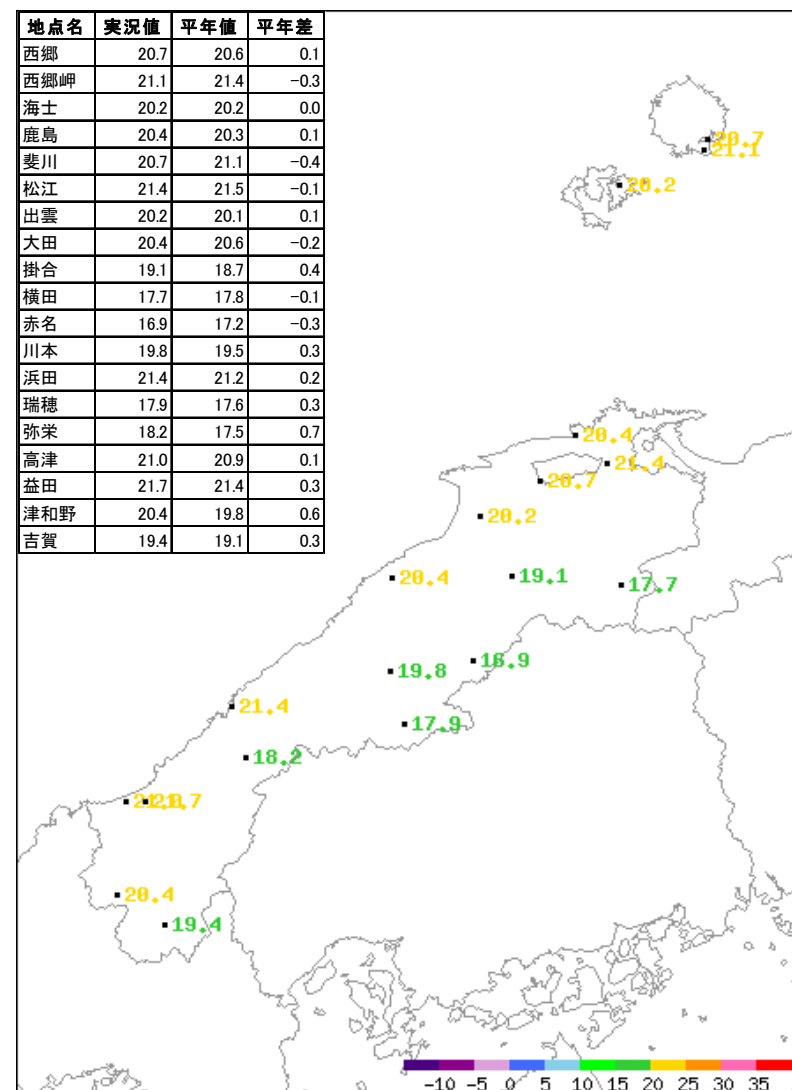 地点名 実況値 平年値 平年差
西郷 20.7 20.6 0.1
西郷岬 21.1 21.4 −0.3
海士 20.2 20.2 0.0
鹿島 20.4 20.3 0.1
斐川 20.7 21.1 −0.4
松江 21.4 21.5 −0.1
出雲 20.2 20.1 0.1
大田 20.4 20.6 −0.2
掛合 19.1 18.7 0.4
横田 17.7 17.8 −0.1
赤名 16.9 17.2 −0.3
川本 19.8 19.5 0.3
浜田 21.4 21.2 0.2
瑞穂 17.9 17.6 0.3
弥栄 18.2 17.5 0.7
高津 21.0 20.9 0.1
益田 21.7 21.4 0.3
津和野 20.4 19.8 0.6
吉賀 19.4 19.1 0.3
20.7
21.1
20.2
20.4
21.4
20.7
20.2
20.4
19.1
17.7
16.9
19.8
21.4
17.9
18.2
21.0
21.7
20.4
19.4
−10 −5 0 5 10 15 20 25 30 35